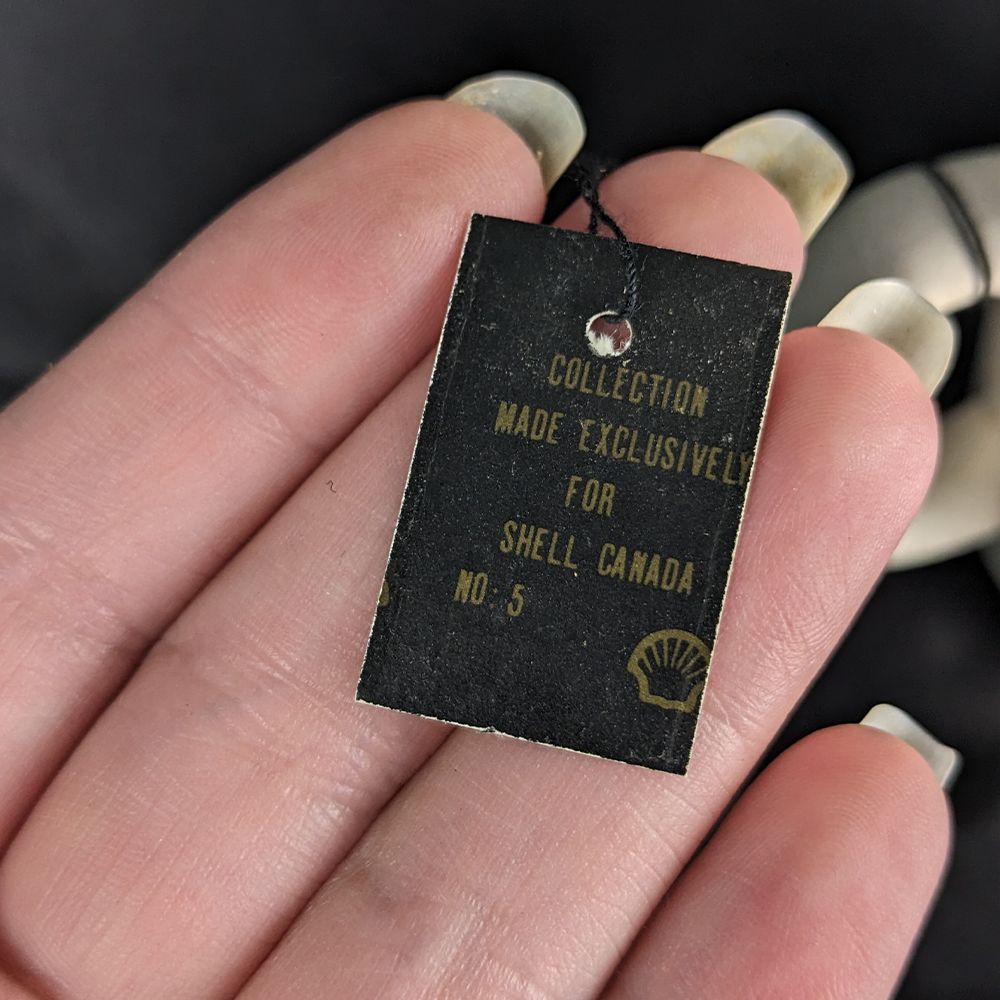 COLLECTION
MADE EXCLUSIVELY
FOR
SHELL CANADA
NO: 5